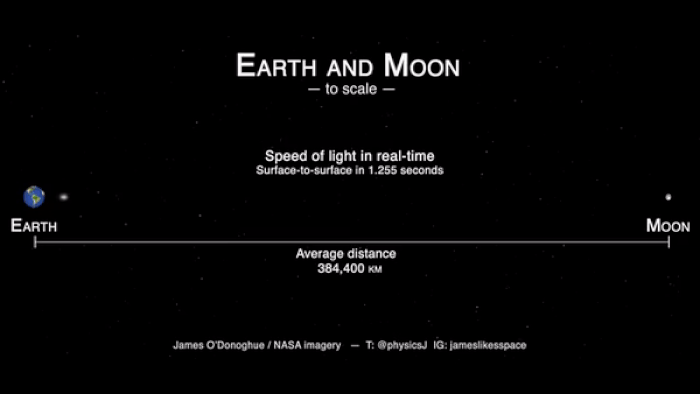 EARTH AND MOON
— to scale —
Speed of light in real-time
Surface-to-surface in 1.255 seconds
EARTH
MOON
Average distance
384,400 KM
James O'Donoghue / NASA imagery — T: @physicsJ IG: jameslikesspace